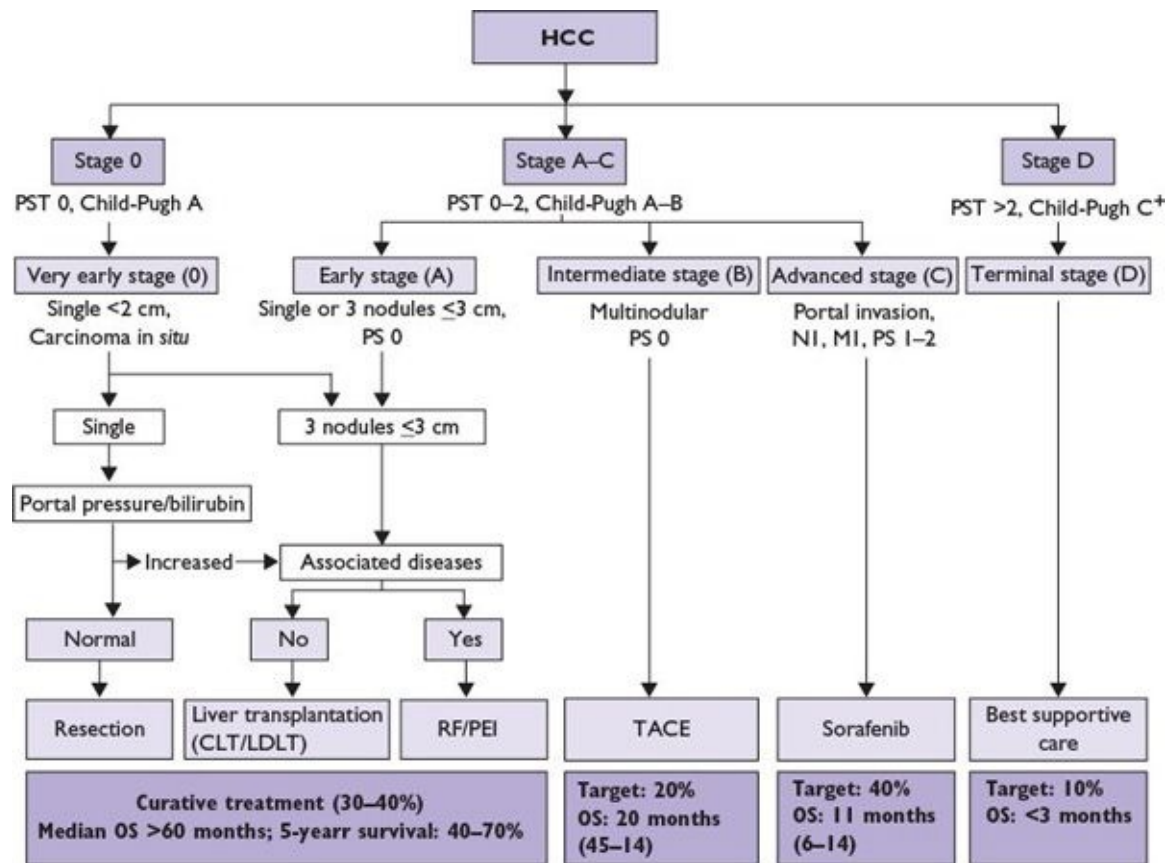 HCC
Stage 0
Stage A–C
Stage D
PST 0, Child-Pugh A
PST 0–2, Child-Pugh A–B
PST >2, Child-Pugh C+
Very early stage (0)
Early stage (A)
Intermediate stage (B)
Advanced stage (C)
Terminal stage (D)
Single <2 cm,
Carcinoma in situ
Single or 3 nodules ≤3 cm,
PS 0
Multinodular
PS 0
Portal invasion,
N1, M1, PS 1–2
Single
3 nodules ≤3 cm
Portal pressure/bilirubin
Increased
Associated diseases
Normal
No
Yes
Resection
Liver transplantation
(CLT/LDLT)
RF/PEI
TACE
Sorafenib
Best supportive
care
Curative treatment (30–40%)
Median OS >60 months; 5-yearr survival: 40–70%
Target: 20%
OS: 20 months
(45–14)
Target: 40%
OS: 11 months
(6–14)
Target: 10%
OS: <3 months